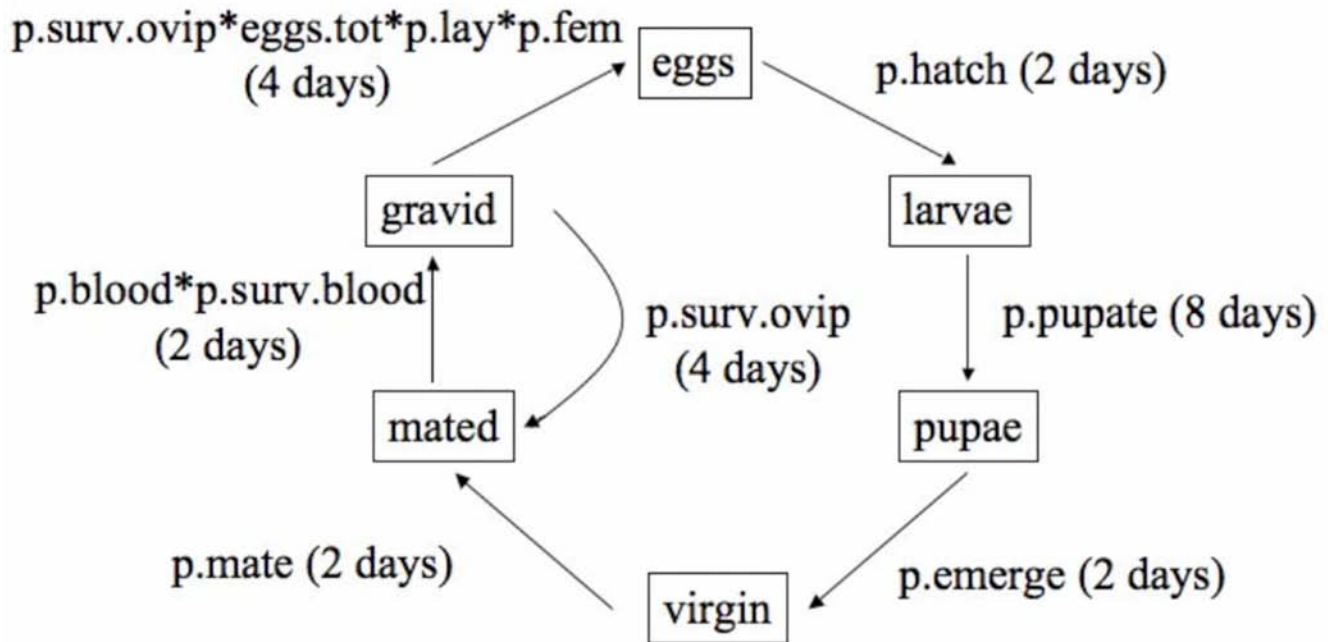 p.surv.ovip*eggs.tot*p.lay*p.fem
(4 days)
eggs
p.hatch (2 days)
gravid
larvae
p.blood*p.surv.blood
(2 days)
p.surv.ovip
(4 days)
p.pupate (8 days)
mated
pupae
p.mate (2 days)
virgin
p.emerge (2 days)